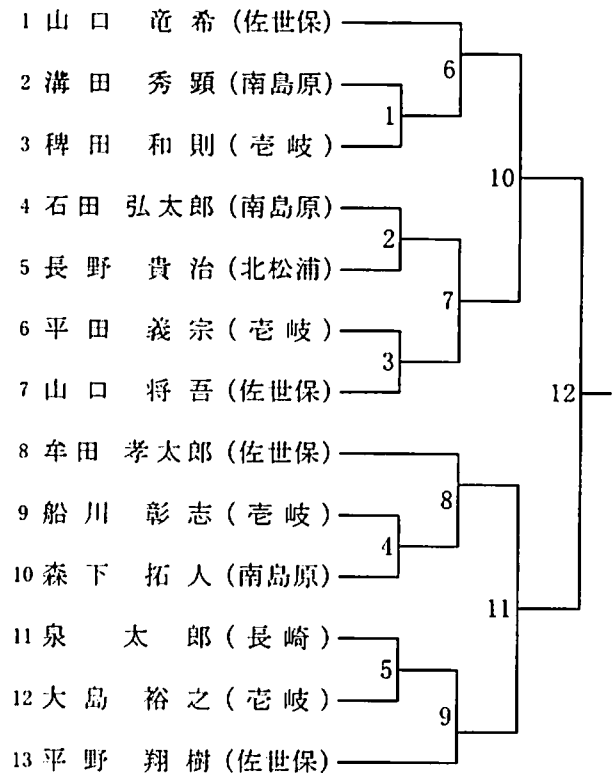 1 山口 竜希 (佐世保)
2 溝田 秀顕 (南島原)
3 稗田 和則 (壱岐)
4 石田 弘太郎 (南島原)
5 長野 貴治 (北松浦)
6 平田 義宗 (壱岐)
7 山口 将吾 (佐世保)
8 牟田 孝太郎 (佐世保)
9 船川 彰志 (壱岐)
10 森下 拓人 (南島原)
11 泉 太郎 (長崎)
12 大島 裕之 (壱岐)
13 平野 翔樹 (佐世保)
1
2
3
4
5
6
7
8
9
10
11
12